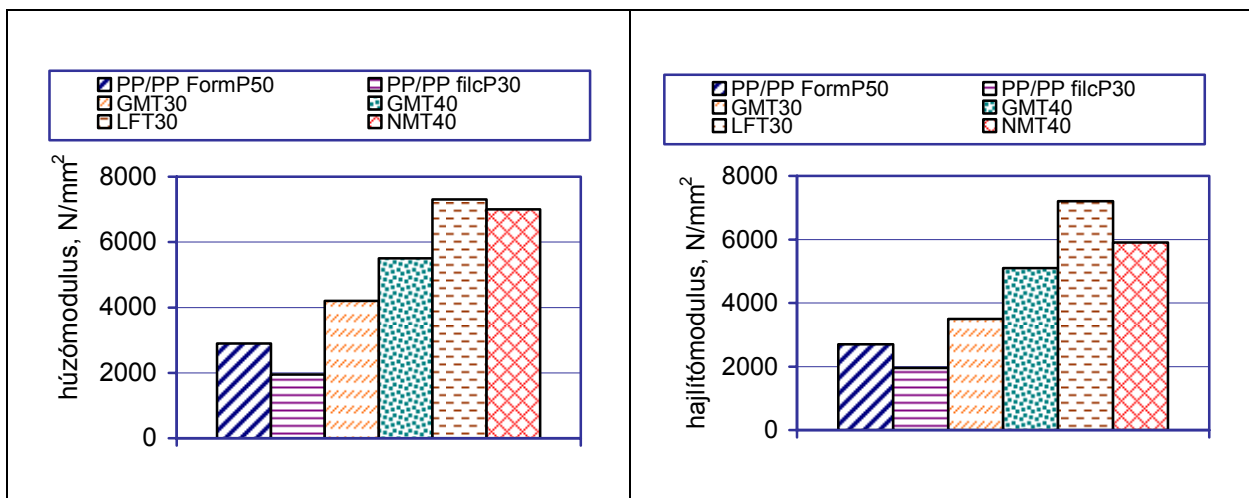 PP/PP FormP50 PP/PP filcP30
GMT30 GMT40
LFT30 NMT40
húzómodulus, N/mm²
8000
6000
4000
2000
0
PP/PP FormP50 PP/PP filcP30
GMT30 GMT40
LFT30 NMT40
hajlítómodulus, N/mm²
8000
6000
4000
2000
0